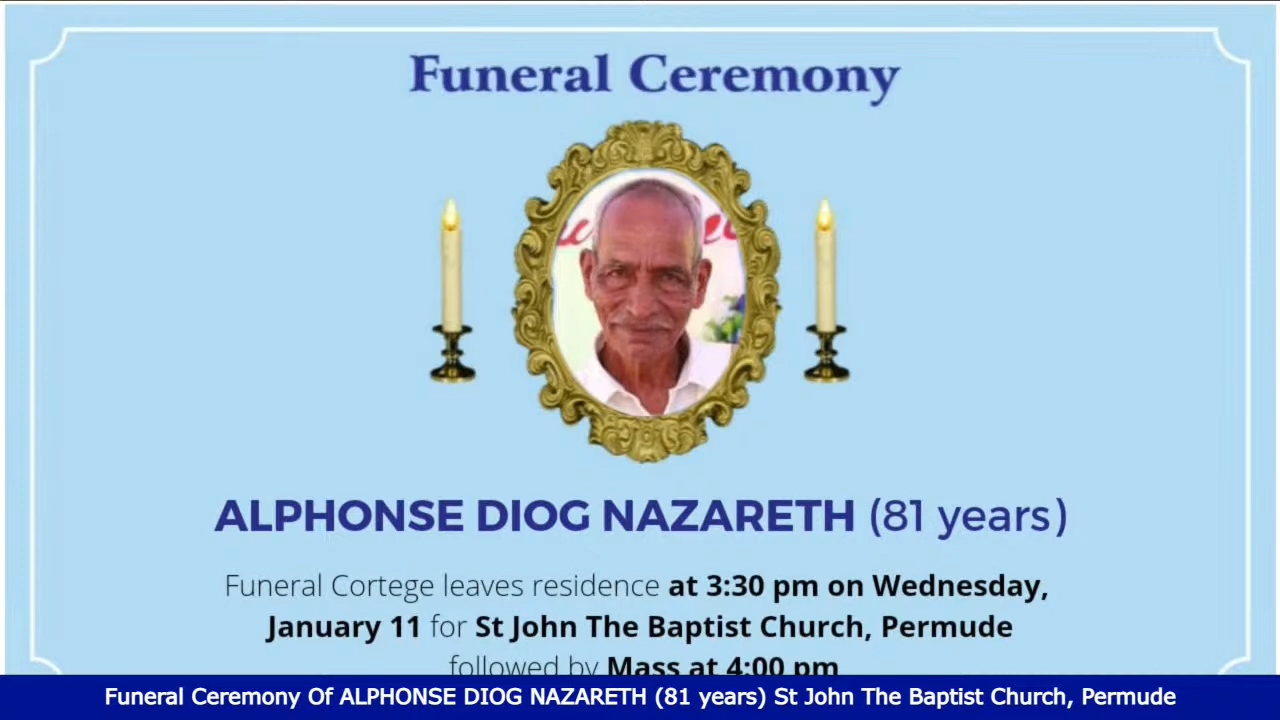 Funeral Ceremony
ALPHONSE DIOG NAZARETH (81 years)
Funeral Cortege leaves residence at 3:30 pm on Wednesday,
January 11 for St John The Baptist Church, Permude
followed by Mass at 4:00 pm
Funeral Ceremony Of ALPHONSE DIOG NAZARETH (81 years) St John The Baptist Church, Permude